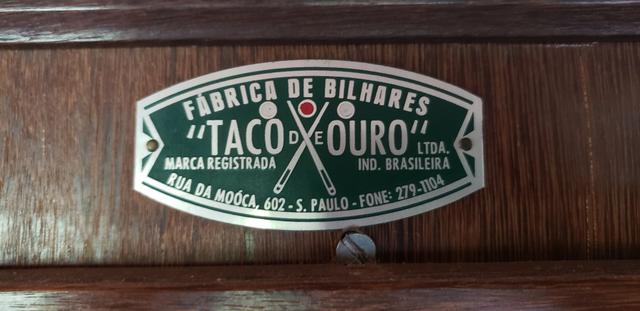 FÁBRICA DE BILHARES
"TACO DE OURO" LTDA.
MARCA REGISTRADA IND. BRASILEIRA
RUA DA MOÓCA, 602 - S. PAULO - FONE: 279-1104